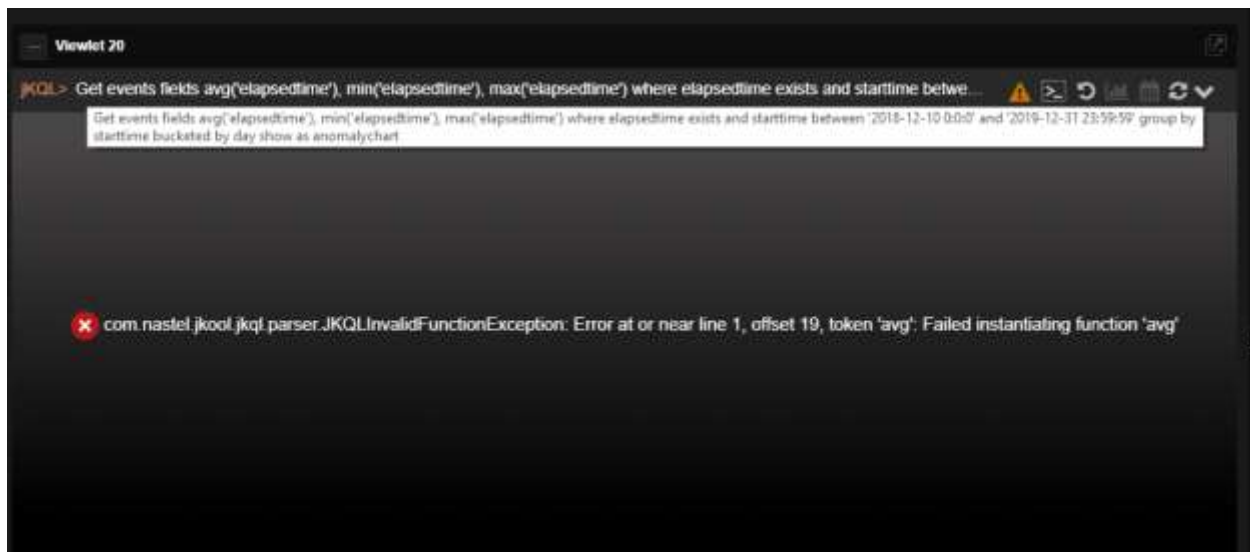 Viewlet 20
jKQL> Get events fields avg('elapsedtime'), min('elapsedtime'), max('elapsedtime') where elapsedtime exists and starttime betwe...
Get events fields avg('elapsedtime'), min('elapsedtime'), max('elapsedtime') where elapsedtime exists and starttime between '2018-12-10 0:0:0' and '2019-12-31 23:59:59' group by
starttime bucketed by day show as anomalychart
com.nastel.jkool.jkql.parser.JKQLInvalidFunctionException: Error at or near line 1, offset 19, token 'avg': Failed instantiating function 'avg'